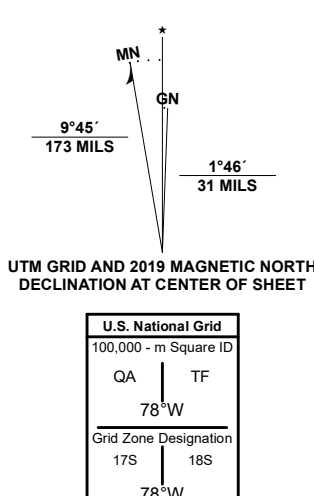 ★
MN
GN
9°45´
173 MILS
1°46´
31 MILS
UTM GRID AND 2019 MAGNETIC NORTH
DECLINATION AT CENTER OF SHEET
U.S. National Grid
100,000 - m Square ID
QA TF
78°W
Grid Zone Designation
17S 18S
78°W